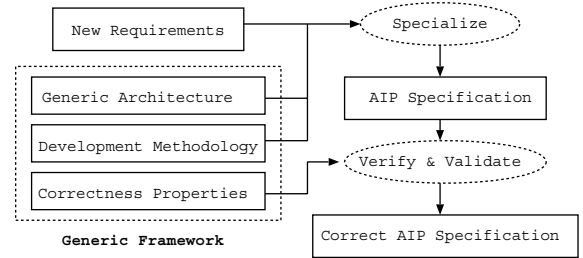 New Requirements
Specialize
Generic Architecture
AIP Specification
Development Methodology
Verify & Validate
Correctness Properties
Generic Framework
Correct AIP Specification